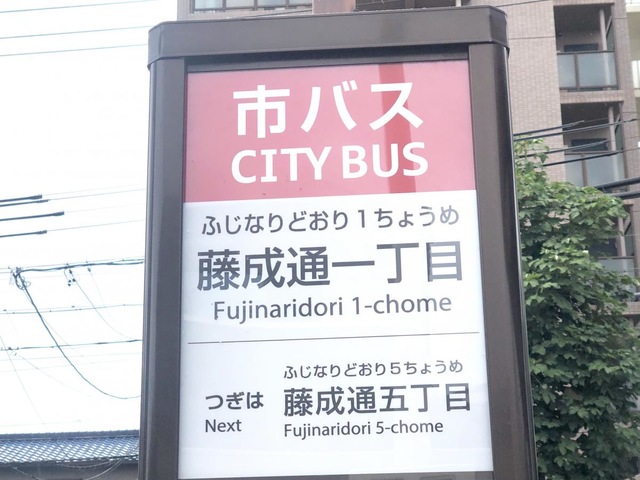 市バス
CITY BUS
ふじなりどおり1ちょうめ
藤成通一丁目
Fujinaridori 1-chome
ふじなりどおり5ちょうめ
つぎは 藤成通五丁目
Next Fujinaridori 5-chome